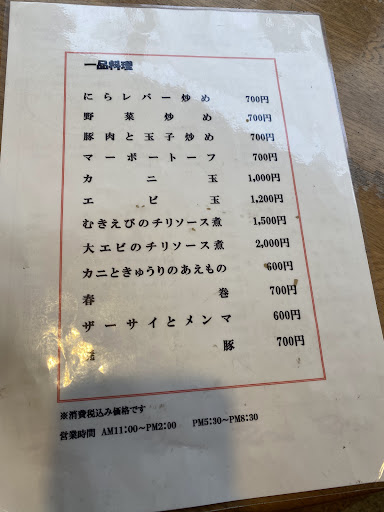 一品料理
にらレバー炒め 700円
野菜炒め 700円
豚肉と玉子炒め 700円
マーボートーフ 700円
カニ玉 1,000円
エビ玉 1,200円
むきえびのチリソース煮 1,500円
大エビのチリソース煮 2,000円
カニときゅうりのあえもの 600円
春巻 700円
ザーサイとメンマ 600円
豚 700円
※消費税込み価格です
営業時間 AM11:00〜PM2:00 PM5:30〜PM8:30